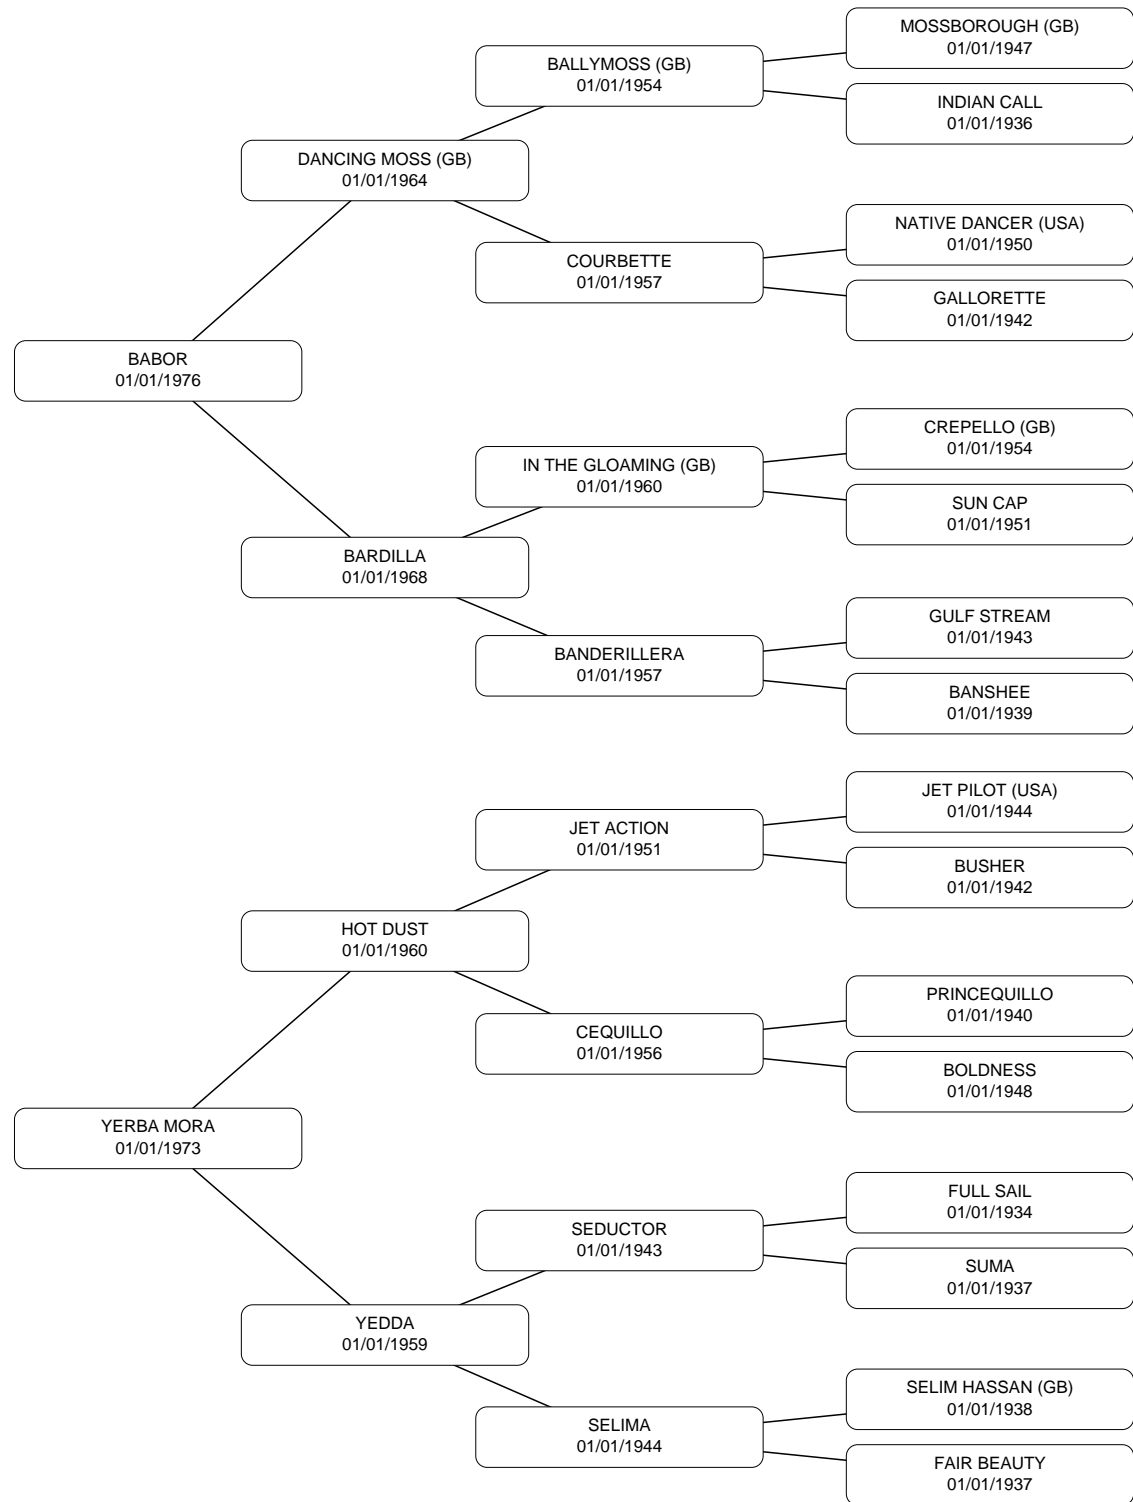 MOSSBOROUGH (GB)
01/01/1947
BALLYMOSS (GB)
01/01/1954
INDIAN CALL
01/01/1936
DANCING MOSS (GB)
01/01/1964
NATIVE DANCER (USA)
01/01/1950
COURBETTE
01/01/1957
GALLORETTE
01/01/1942
BABOR
01/01/1976
CREPELLO (GB)
01/01/1954
IN THE GLOAMING (GB)
01/01/1960
SUN CAP
01/01/1951
BARDILLA
01/01/1968
GULF STREAM
01/01/1943
BANDERILLERA
01/01/1957
BANSHEE
01/01/1939
JET PILOT (USA)
01/01/1944
JET ACTION
01/01/1951
BUSHER
01/01/1942
HOT DUST
01/01/1960
PRINCEQUILLO
01/01/1940
CEQUILLO
01/01/1956
BOLDNESS
01/01/1948
YERBA MORA
01/01/1973
FULL SAIL
01/01/1934
SEDUCTOR
01/01/1943
SUMA
01/01/1937
YEDDA
01/01/1959
SELIM HASSAN (GB)
01/01/1938
SELIMA
01/01/1944
FAIR BEAUTY
01/01/1937